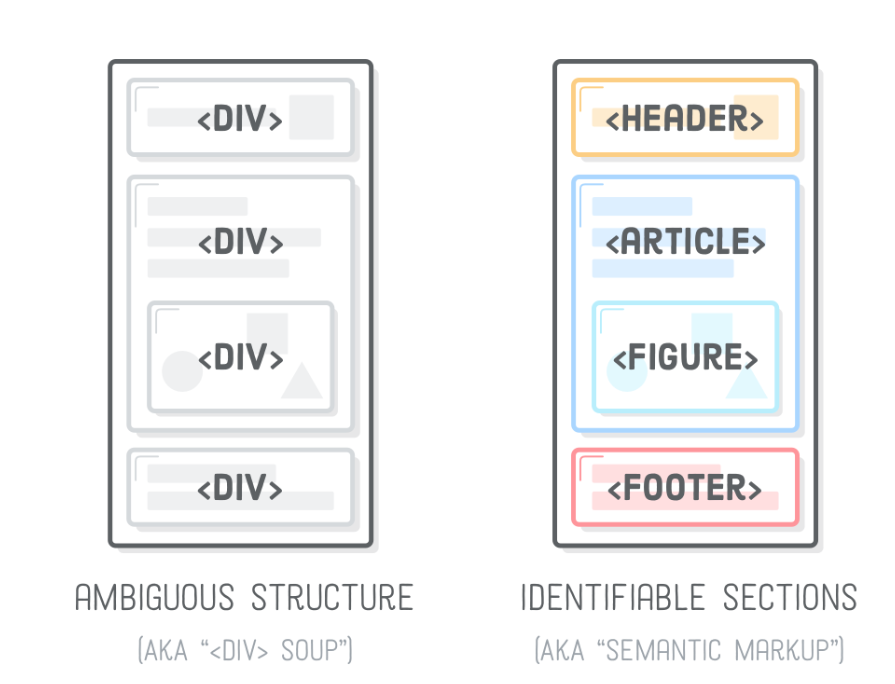 <DIV>
<DIV>
<DIV>
<DIV>
AMBIGUOUS STRUCTURE
(AKA “<DIV> SOUP”)
<HEADER>
<ARTICLE>
<FIGURE>
<FOOTER>
IDENTIFIABLE SECTIONS
(AKA “SEMANTIC MARKUP”)